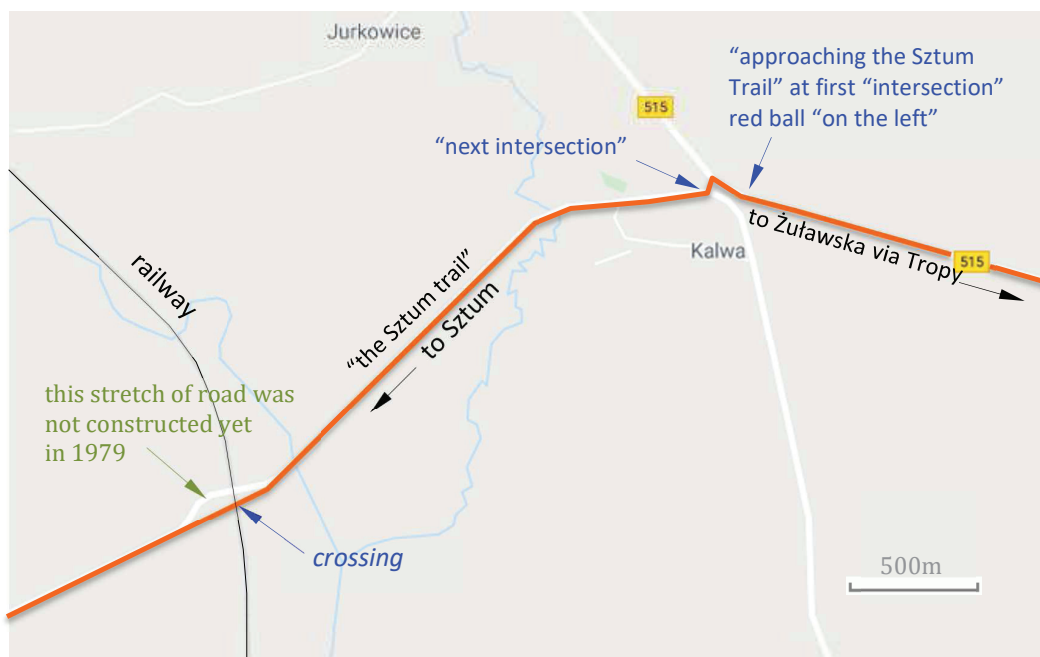 Jurkowice
“approaching the Sztum
Trail” at first “intersection”
red ball “on the left”
515
“next intersection”
Kalwa
to Żuławska via Tropy
515
railway
“the Sztum trail”
to Sztum
this stretch of road was
not constructed yet
in 1979
crossing
500m